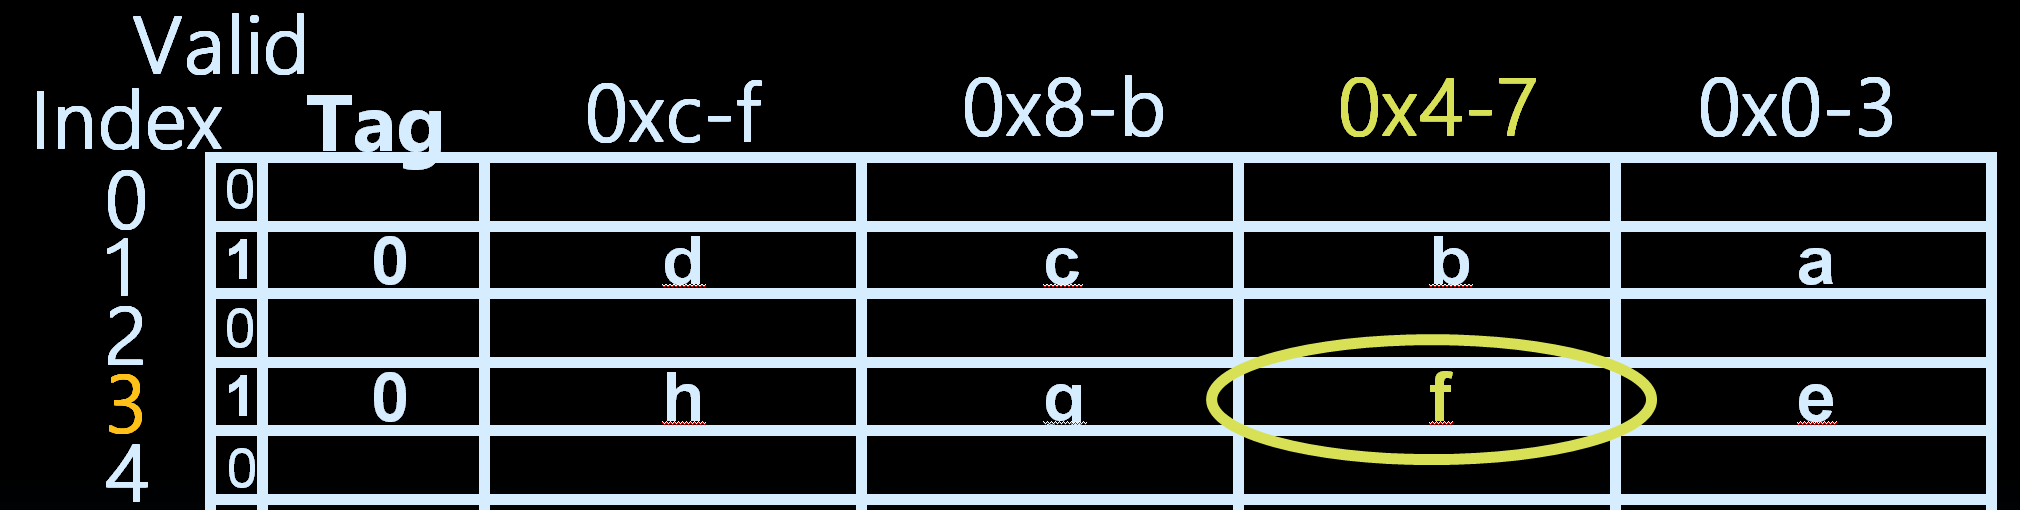 Valid
Index Tag 0xc-f 0x8-b 0x4-7 0x0-3
0 0
1 1 0 d c b a
2 0
3 1 0 h g f e
4 0